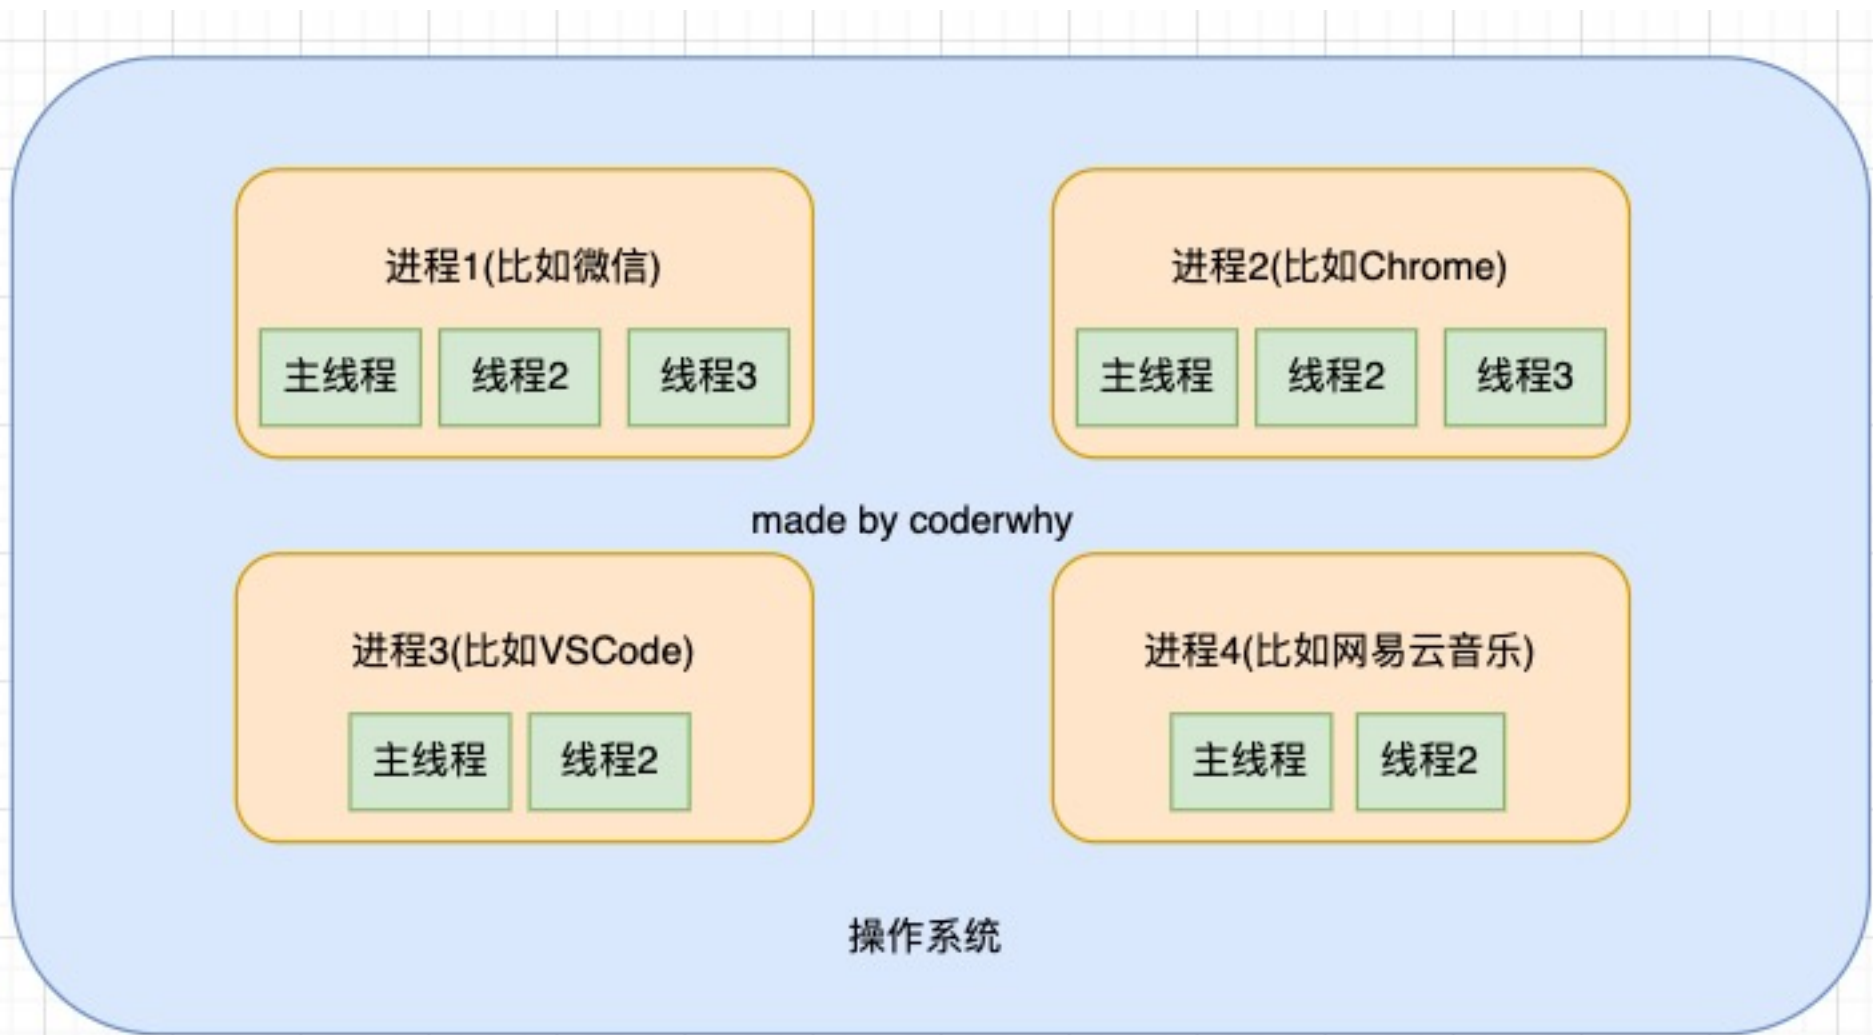 进程1(比如微信)
进程2(比如Chrome)
主线程 线程2 线程3
主线程 线程2 线程3
made by coderwhy
进程3(比如VSCode)
进程4(比如网易云音乐)
主线程 线程2
主线程 线程2
操作系统